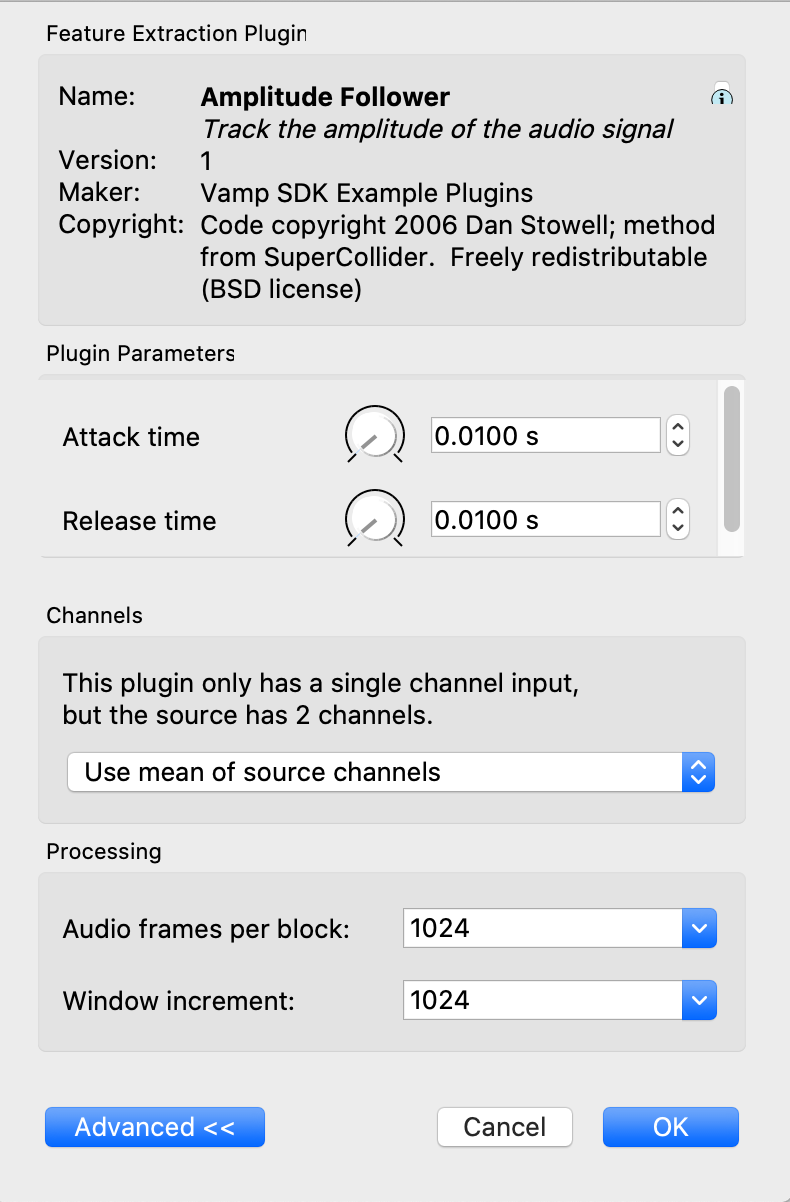 Feature Extraction Plugin
Name: Amplitude Follower
Track the amplitude of the audio signal
Version: 1
Maker: Vamp SDK Example Plugins
Copyright: Code copyright 2006 Dan Stowell; method
from SuperCollider.  Freely redistributable
(BSD license)
Plugin Parameters
Attack time 0.0100 s
Release time 0.0100 s
Channels
This plugin only has a single channel input,
but the source has 2 channels.
Use mean of source channels
Processing
Audio frames per block: 1024
Window increment: 1024
Advanced << Cancel OK